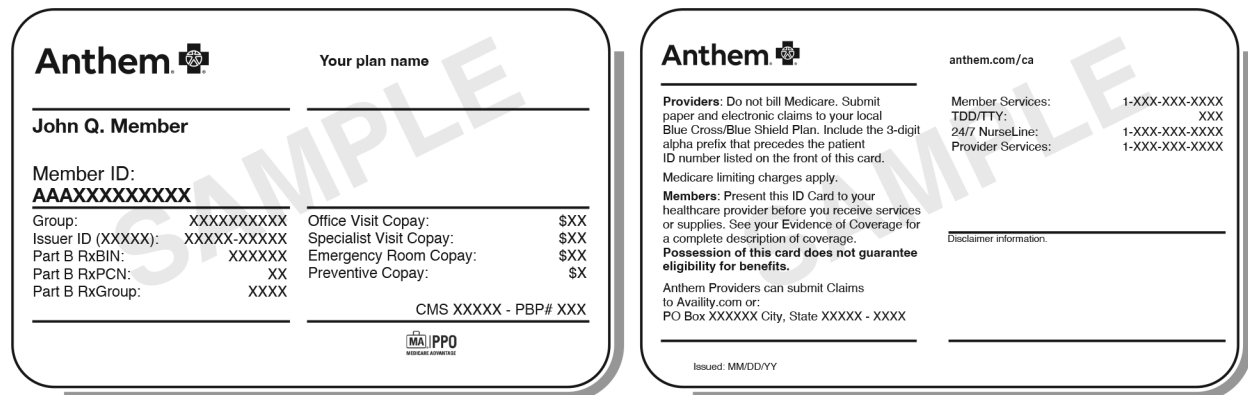 Anthem
Your plan name
John Q. Member
Member ID:
AAAXXXXXXXXXX
Group: XXXXXXXXXX
Issuer ID (XXXXX): XXXXX-XXXXX
Part B RxBIN: XXXXXX
Part B RxPCN: XX
Part B RxGroup: XXXX
Office Visit Copay: $XX
Specialist Visit Copay: $XX
Emergency Room Copay: $XX
Preventive Copay: $X
CMS XXXXX - PBP# XXX
MA PPO
MEDICARE ADVANTAGE
SAMPLE
Anthem
anthem.com/ca
Providers: Do not bill Medicare. Submit
paper and electronic claims to your local
Blue Cross/Blue Shield Plan. Include the 3-digit
alpha prefix that precedes the patient
ID number listed on the front of this card.
Medicare limiting charges apply.
Members: Present this ID Card to your
healthcare provider before you receive services
or supplies. See your Evidence of Coverage for
a complete description of coverage.
Possession of this card does not guarantee
eligibility for benefits.
Anthem Providers can submit Claims
to Availity.com or:
PO Box XXXXXX City, State XXXXX - XXXX
Issued: MM/DD/YY
Member Services: 1-XXX-XXX-XXXX
TDD/TTY: XXX
24/7 NurseLine: 1-XXX-XXX-XXXX
Provider Services: 1-XXX-XXX-XXXX
Disclaimer information.
SAMPLE